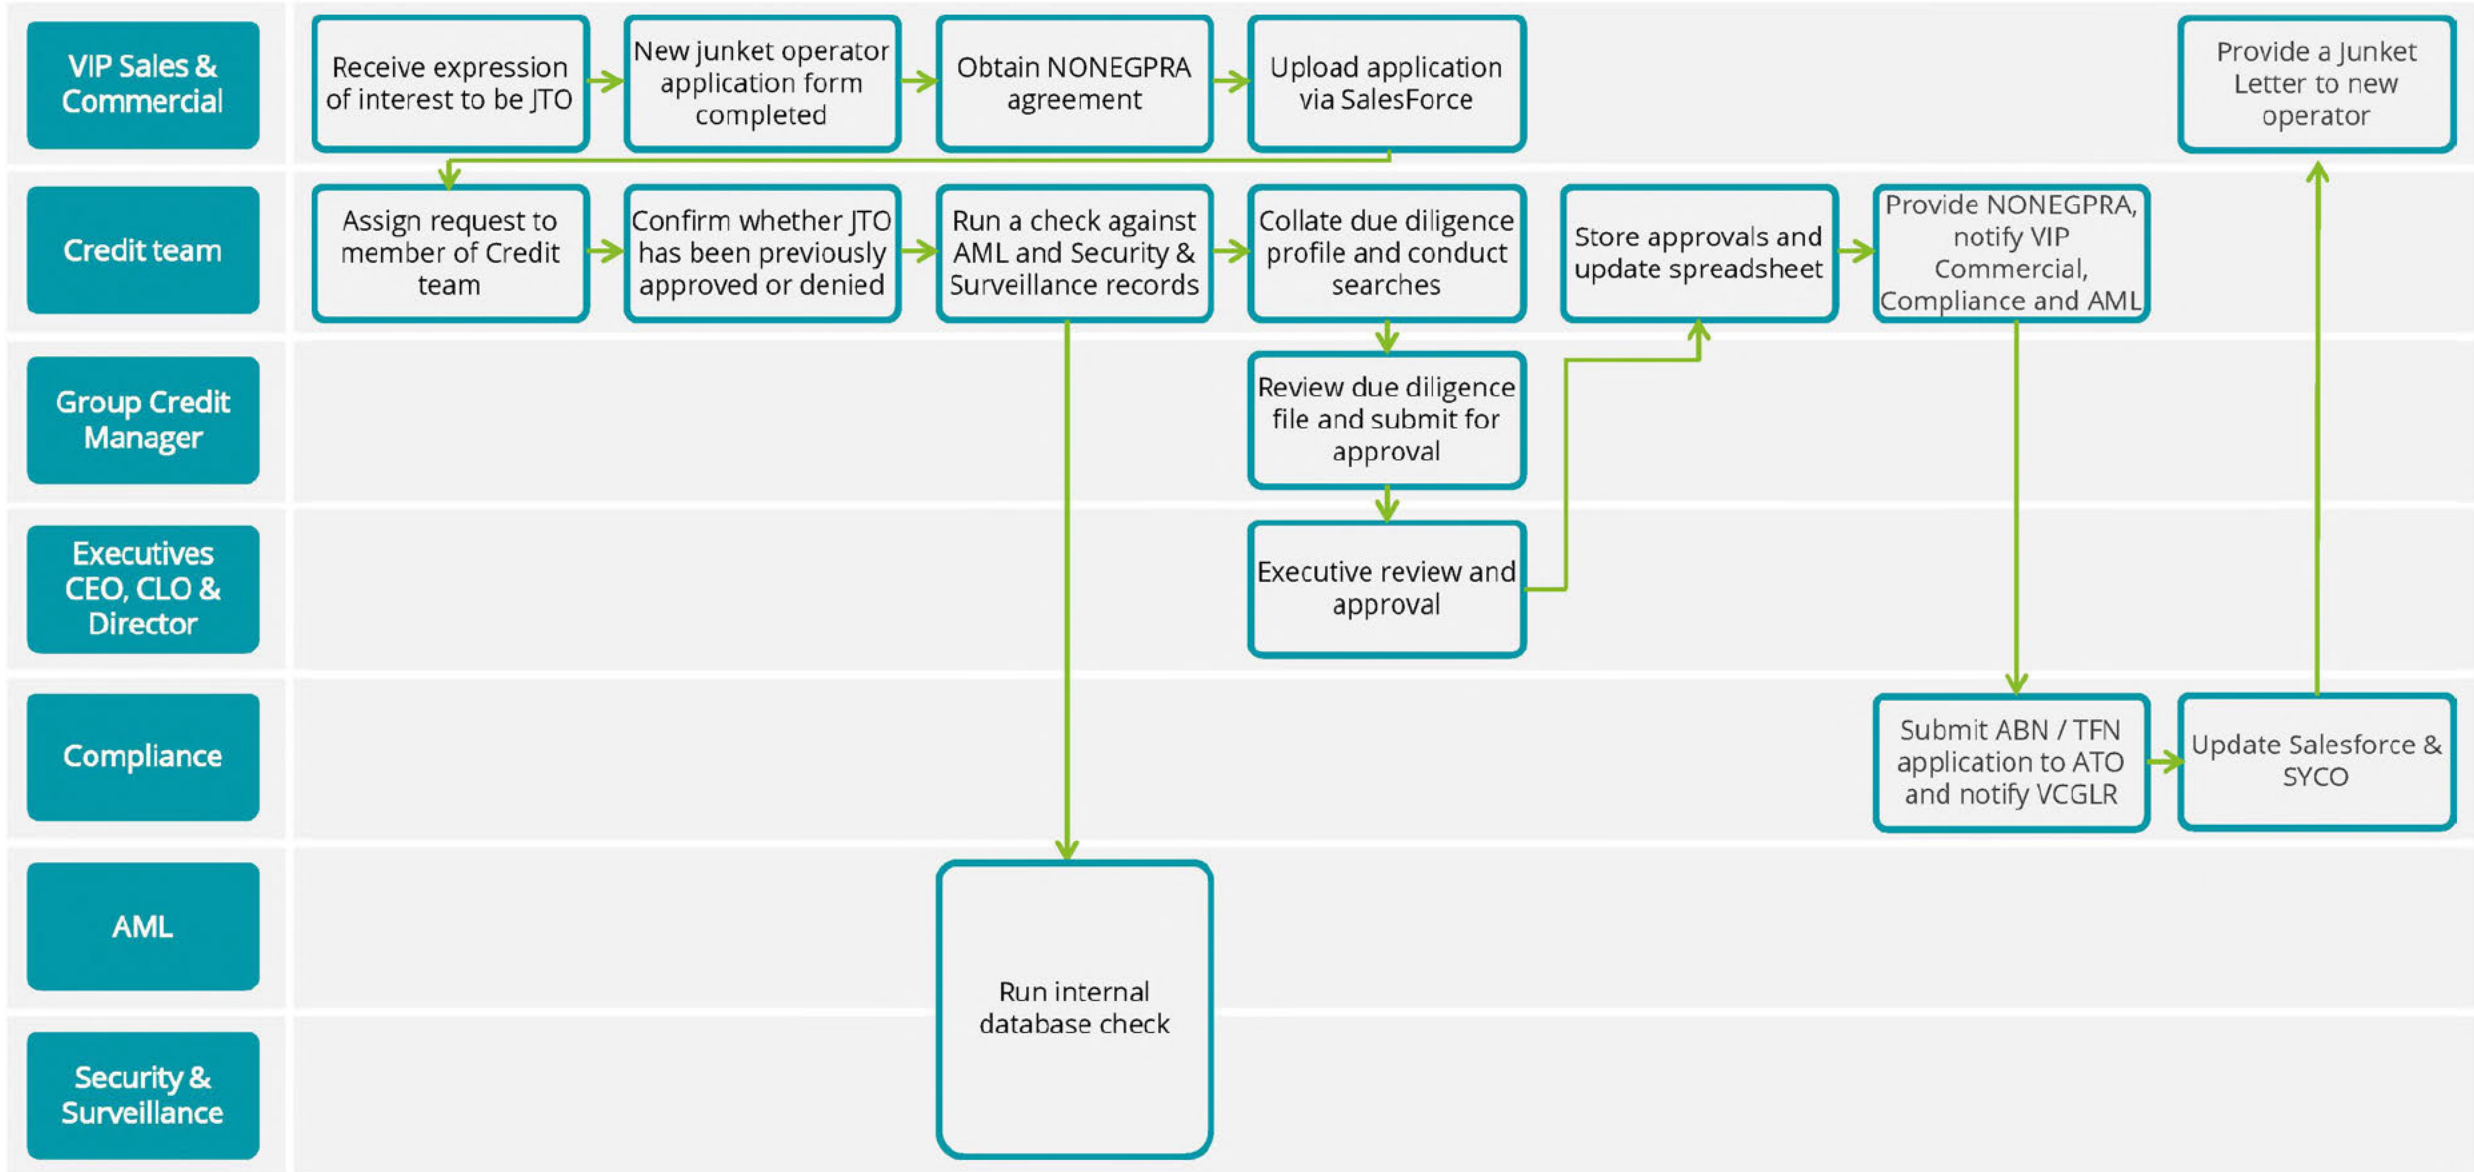 VIP Sales &
Commercial
Receive expression
of interest to be JTO
New junket operator
application form
completed
Obtain NONEGPRA
agreement
Upload application
via SalesForce
Provide a Junket
Letter to new
operator
Credit team
Assign request to
member of Credit
team
Confirm whether JTO
has been previously
approved or denied
Run a check against
AML and Security &
Surveillance records
Collate due diligence
profile and conduct
searches
Store approvals and
update spreadsheet
Provide NONEGPRA,
notify VIP
Commercial,
Compliance and AML
Group Credit
Manager
Review due diligence
file and submit for
approval
Executives
CEO, CLO &
Director
Executive review and
approval
Compliance
Submit ABN / TFN
application to ATO
and notify VCGLR
Update Salesforce &
SYCO
AML
Run internal
database check
Security &
Surveillance